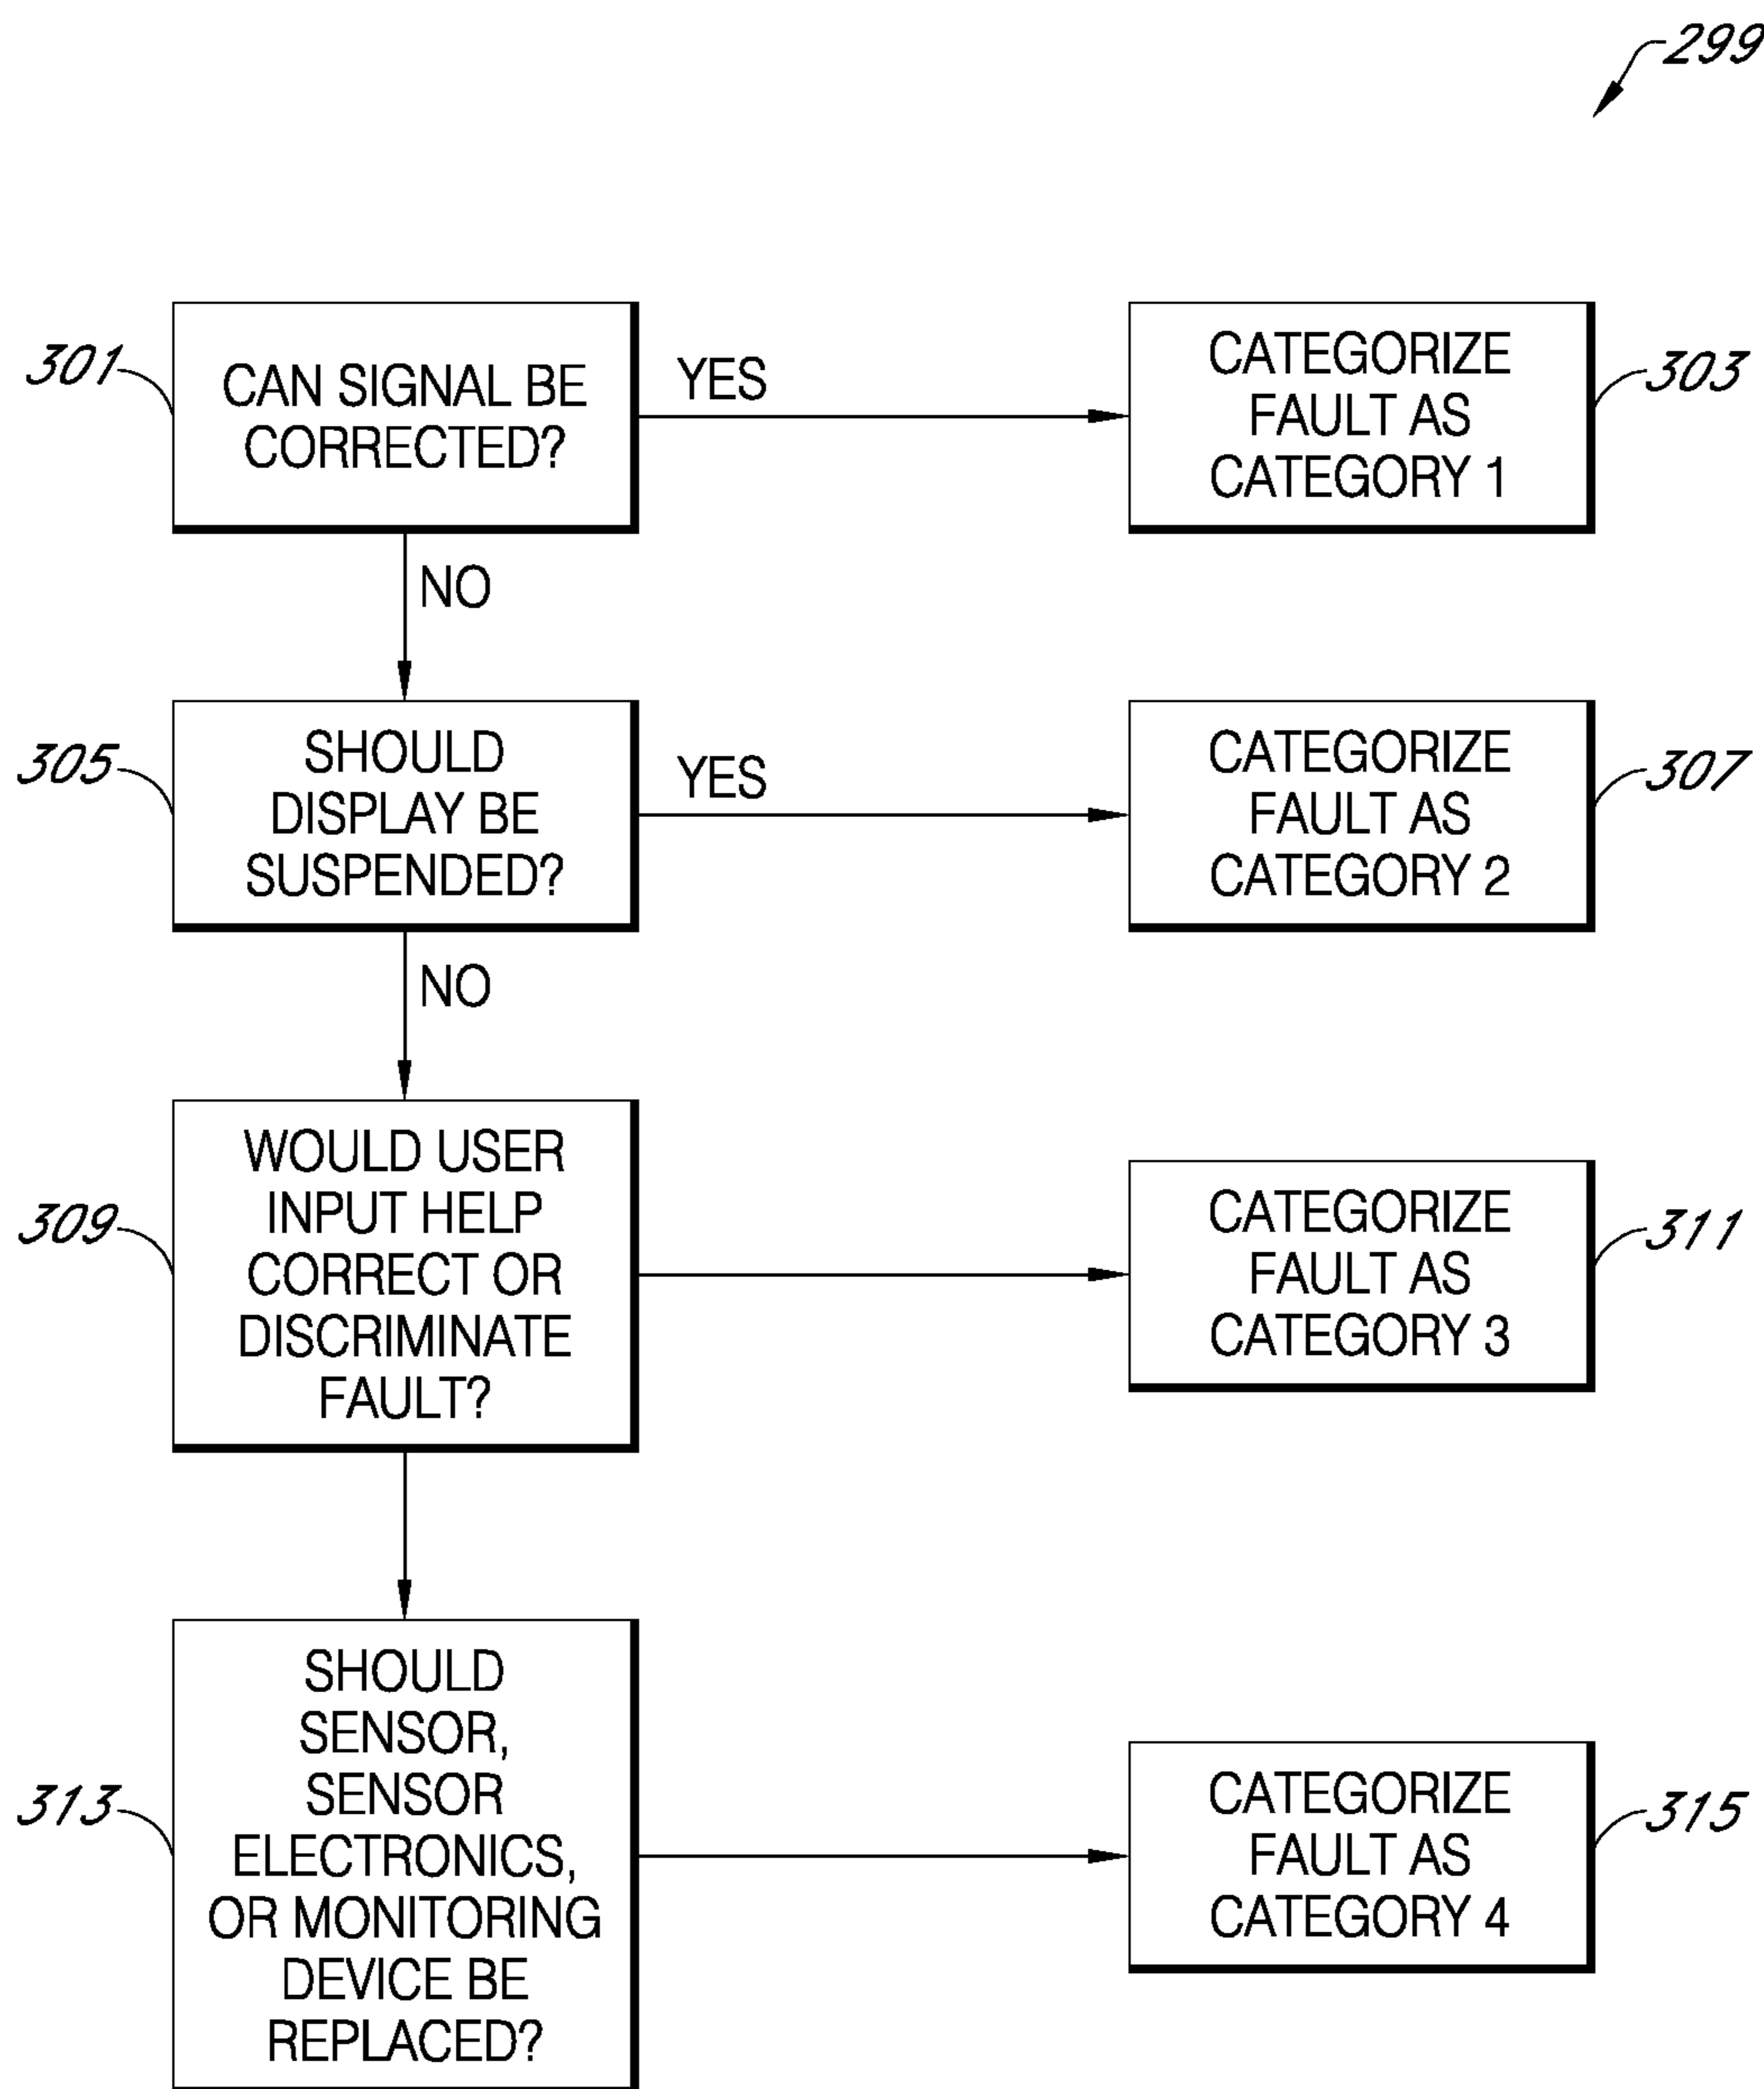 299
301
CAN SIGNAL BE
CORRECTED?
YES
CATEGORIZE
FAULT AS
CATEGORY 1
303
NO
305
SHOULD
DISPLAY BE
SUSPENDED?
YES
CATEGORIZE
FAULT AS
CATEGORY 2
307
NO
309
WOULD USER
INPUT HELP
CORRECT OR
DISCRIMINATE
FAULT?
CATEGORIZE
FAULT AS
CATEGORY 3
311
313
SHOULD
SENSOR,
SENSOR
ELECTRONICS,
OR MONITORING
DEVICE BE
REPLACED?
CATEGORIZE
FAULT AS
CATEGORY 4
315